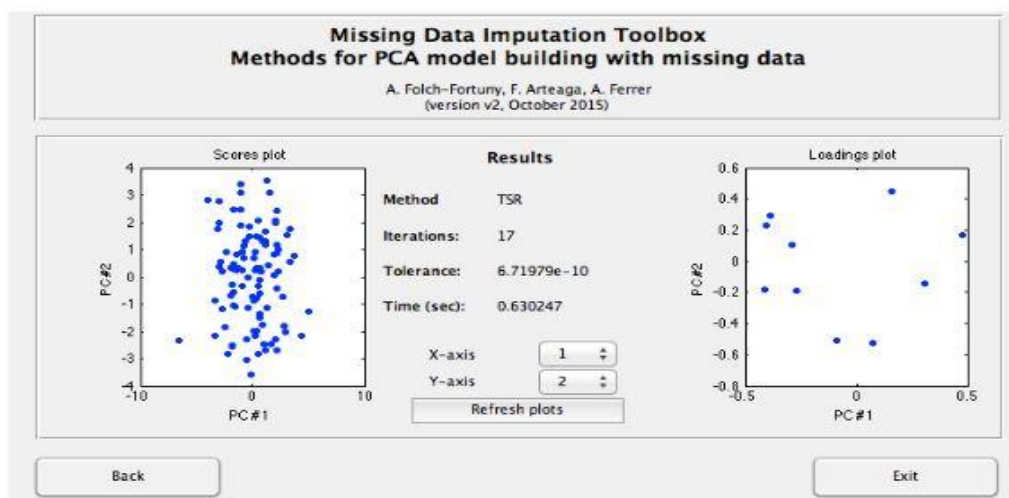 Missing Data Imputation Toolbox
Methods for PCA model building with missing data
A. Folch-Fortuny, F. Arteaga, A. Ferrer
(version v2, October 2015)
Scores plot
4
3
2
1
0
-1
-2
-3
-4
-10
0
10
PC#2
PC#1
Results
Method TSR
Iterations: 17
Tolerance: 6.71979e-10
Time (sec): 0.630247
X-axis 1
Y-axis 2
Refresh plots
Loadings plot
0.6
0.4
0.2
0
-0.2
-0.4
-0.6
-0.8
-0.5
0
0.5
PC#2
PC#1
Back
Exit